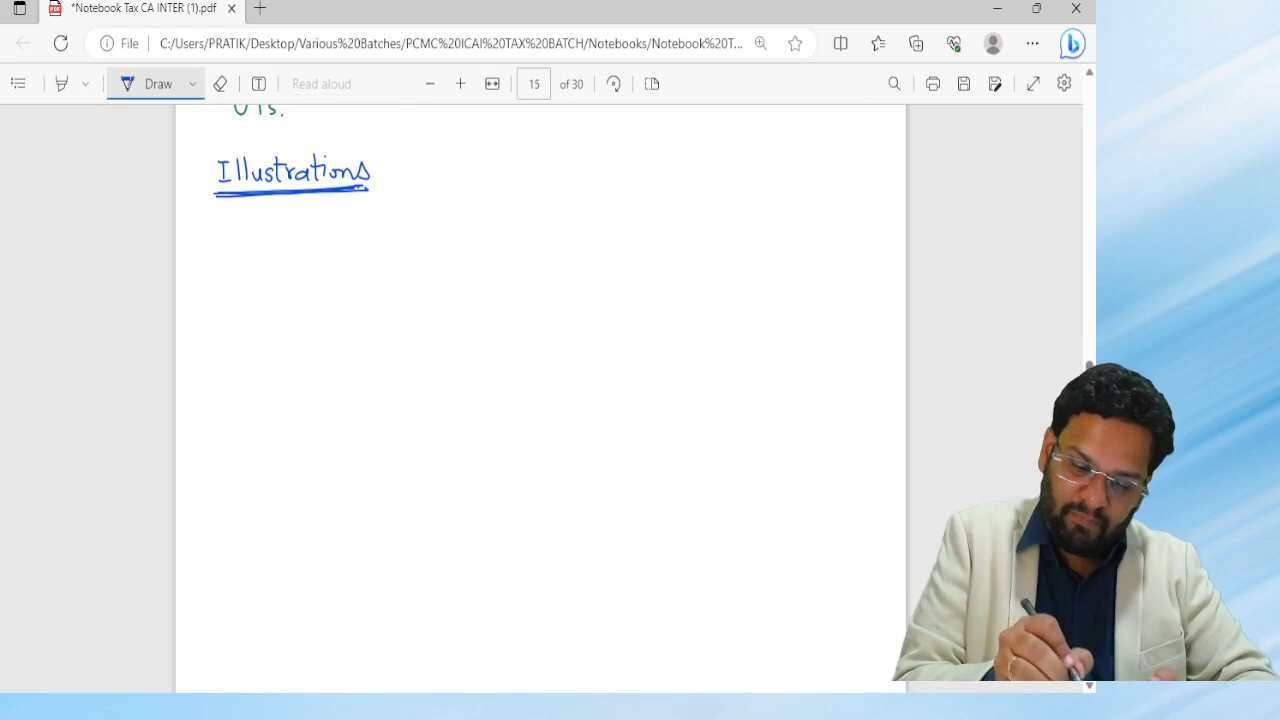 *Notebook Tax CA INTER (1).pdf
File
C:/Users/PRATIK/Desktop/Various%20Batches/PCMC%20ICAI%20TAX%20BATCH/Notebooks/Notebook%20T...
Draw
Read aloud
15
of 30
UTs.
Illustrations